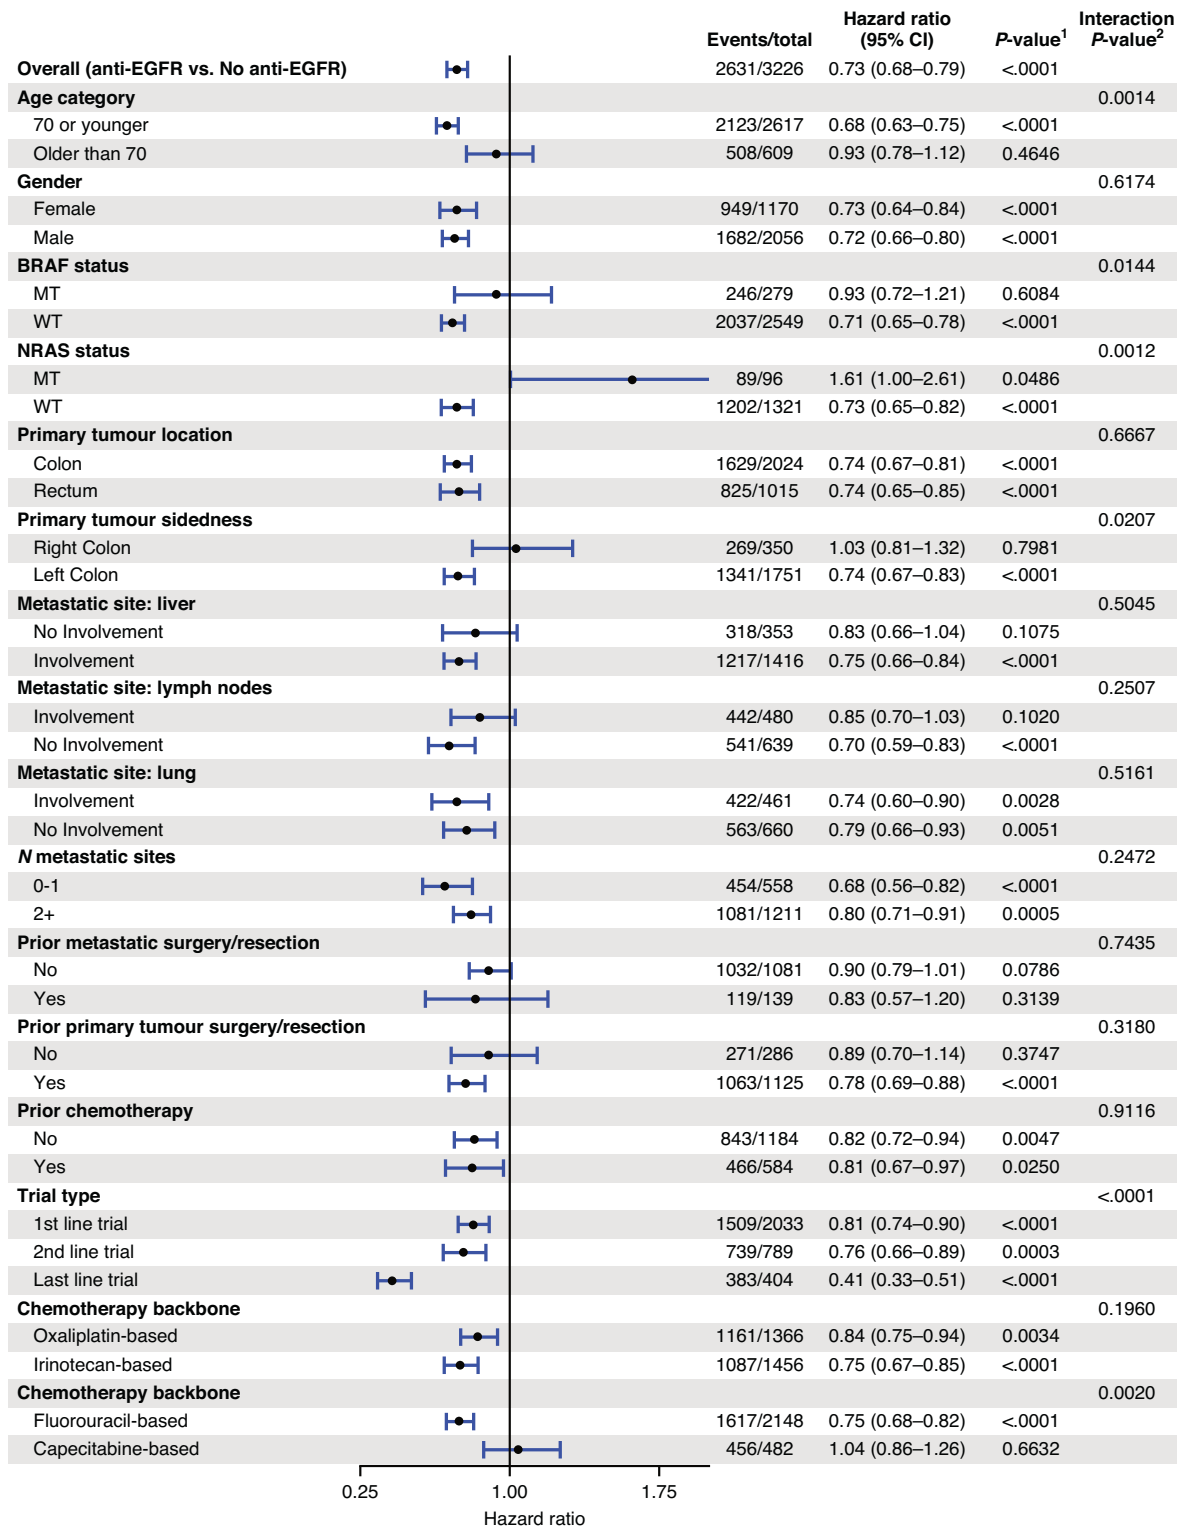 Events/total Hazard ratio (95% CI) P-value1 Interaction P-value2
Overall (anti-EGFR vs. No anti-EGFR) 2631/3226 0.73 (0.68–0.79) <.0001
Age category 0.0014
70 or younger 2123/2617 0.68 (0.63–0.75) <.0001
Older than 70 508/609 0.93 (0.78–1.12) 0.4646
Gender 0.6174
Female 949/1170 0.73 (0.64–0.84) <.0001
Male 1682/2056 0.72 (0.66–0.80) <.0001
BRAF status 0.0144
MT 246/279 0.93 (0.72–1.21) 0.6084
WT 2037/2549 0.71 (0.65–0.78) <.0001
NRAS status 0.0012
MT 89/96 1.61 (1.00–2.61) 0.0486
WT 1202/1321 0.73 (0.65–0.82) <.0001
Primary tumour location 0.6667
Colon 1629/2024 0.74 (0.67–0.81) <.0001
Rectum 825/1015 0.74 (0.65–0.85) <.0001
Primary tumour sidedness 0.0207
Right Colon 269/350 1.03 (0.81–1.32) 0.7981
Left Colon 1341/1751 0.74 (0.67–0.83) <.0001
Metastatic site: liver 0.5045
No Involvement 318/353 0.83 (0.66–1.04) 0.1075
Involvement 1217/1416 0.75 (0.66–0.84) <.0001
Metastatic site: lymph nodes 0.2507
Involvement 442/480 0.85 (0.70–1.03) 0.1020
No Involvement 541/639 0.70 (0.59–0.83) <.0001
Metastatic site: lung 0.5161
Involvement 422/461 0.74 (0.60–0.90) 0.0028
No Involvement 563/660 0.79 (0.66–0.93) 0.0051
N metastatic sites 0.2472
0-1 454/558 0.68 (0.56–0.82) <.0001
2+ 1081/1211 0.80 (0.71–0.91) 0.0005
Prior metastatic surgery/resection 0.7435
No 1032/1081 0.90 (0.79–1.01) 0.0786
Yes 119/139 0.83 (0.57–1.20) 0.3139
Prior primary tumour surgery/resection 0.3180
No 271/286 0.89 (0.70–1.14) 0.3747
Yes 1063/1125 0.78 (0.69–0.88) <.0001
Prior chemotherapy 0.9116
No 843/1184 0.82 (0.72–0.94) 0.0047
Yes 466/584 0.81 (0.67–0.97) 0.0250
Trial type <.0001
1st line trial 1509/2033 0.81 (0.74–0.90) <.0001
2nd line trial 739/789 0.76 (0.66–0.89) 0.0003
Last line trial 383/404 0.41 (0.33–0.51) <.0001
Chemotherapy backbone 0.1960
Oxaliplatin-based 1161/1366 0.84 (0.75–0.94) 0.0034
Irinotecan-based 1087/1456 0.75 (0.67–0.85) <.0001
Chemotherapy backbone 0.0020
Fluorouracil-based 1617/2148 0.75 (0.68–0.82) <.0001
Capecitabine-based 456/482 1.04 (0.86–1.26) 0.6632
0.25 1.00 1.75
Hazard ratio